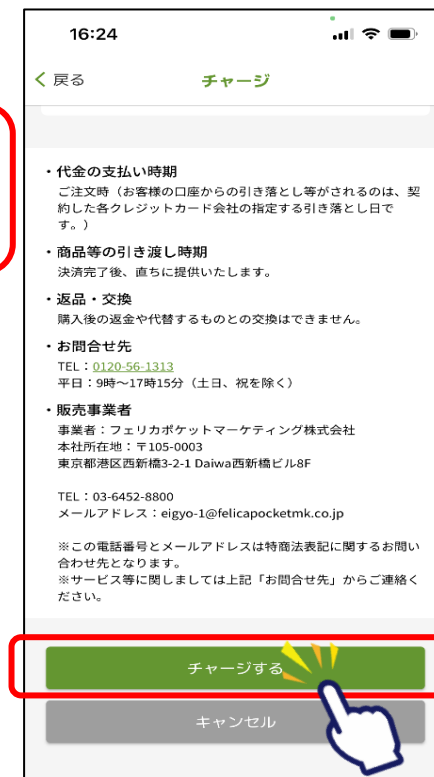 16:24
戻る
チャージ
・代金の支払い時期
ご注文時（お客様の口座からの引き落とし等がされるのは、契
約した各クレジットカード会社の指定する引き落とし日で
す。）
・商品等の引き渡し時期
決済完了後、直ちに提供いたします。
・返品・交換
購入後の返金や代替するものとの交換はできません。
・お問合せ先
TEL：0120-56-1313
平日：9時～17時15分（土日、祝を除く）
・販売事業者
事業者：フェリカポケットマーケティング株式会社
本社所在地：〒105-0003
東京都港区西新橋3-2-1 Daiwa西新橋ビル8F
TEL：03-6452-8800
メールアドレス：eigyo-1@felicapocketmk.co.jp
※この電話番号とメールアドレスは特商法表記に関するお問い
合わせ先となります。
※サービス等に関しましては上記「お問合せ先」からご連絡く
ださい。
チャージする
キャンセル